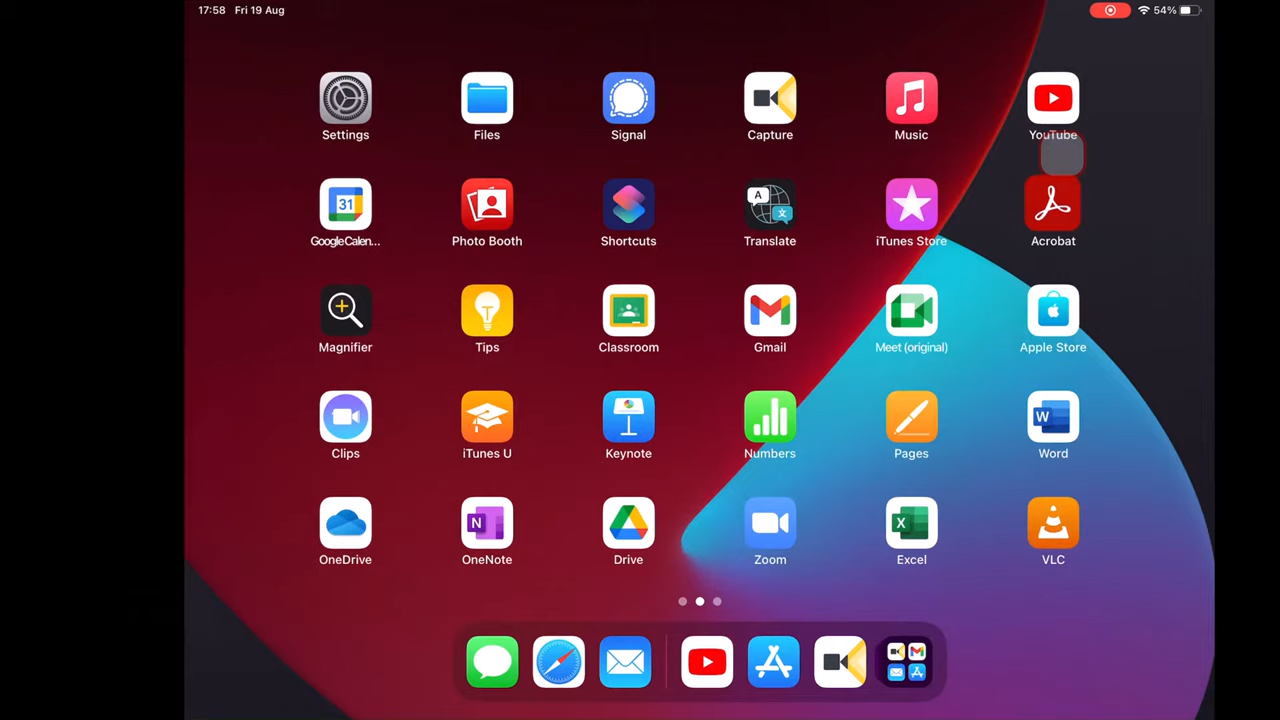 17:58 Fri 19 Aug 54%
Settings Files Signal Capture Music YouTube
31
A
文
GoogleCalen... Photo Booth Shortcuts Translate iTunes Store Acrobat
Magnifier Tips Classroom Gmail Meet (original) Apple Store
W
Clips iTunes U Keynote Numbers Pages Word
N X
OneDrive OneNote Drive Zoom Excel VLC